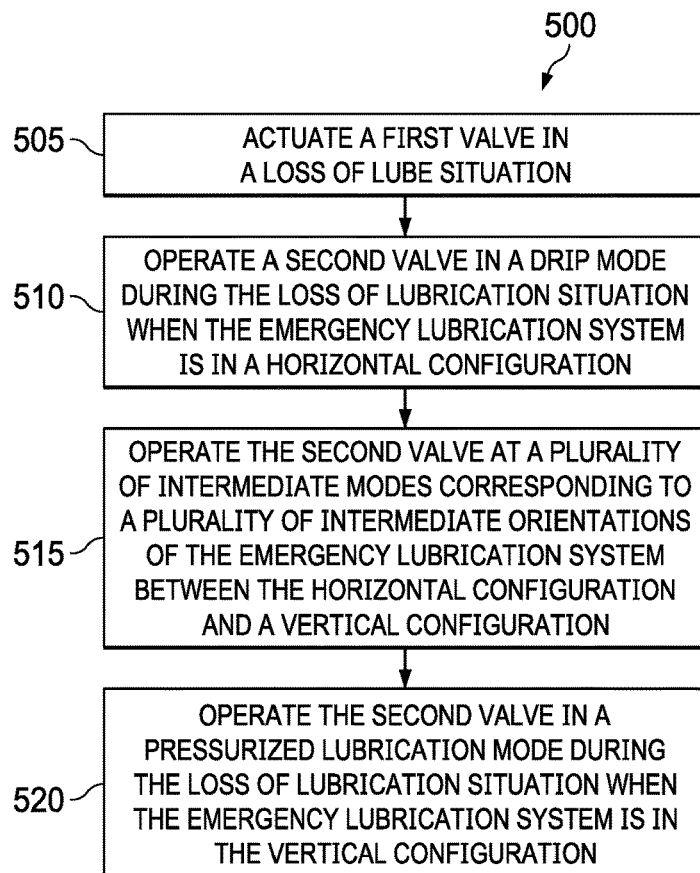 500
505
ACTUATE A FIRST VALVE IN
A LOSS OF LUBE SITUATION
510
OPERATE A SECOND VALVE IN A DRIP MODE
DURING THE LOSS OF LUBRICATION SITUATION
WHEN THE EMERGENCY LUBRICATION SYSTEM
IS IN A HORIZONTAL CONFIGURATION
515
OPERATE THE SECOND VALVE AT A PLURALITY
OF INTERMEDIATE MODES CORRESPONDING TO
A PLURALITY OF INTERMEDIATE ORIENTATIONS
OF THE EMERGENCY LUBRICATION SYSTEM
BETWEEN THE HORIZONTAL CONFIGURATION
AND A VERTICAL CONFIGURATION
520
OPERATE THE SECOND VALVE IN A
PRESSURIZED LUBRICATION MODE DURING
THE LOSS OF LUBRICATION SITUATION WHEN
THE EMERGENCY LUBRICATION SYSTEM IS IN
THE VERTICAL CONFIGURATION